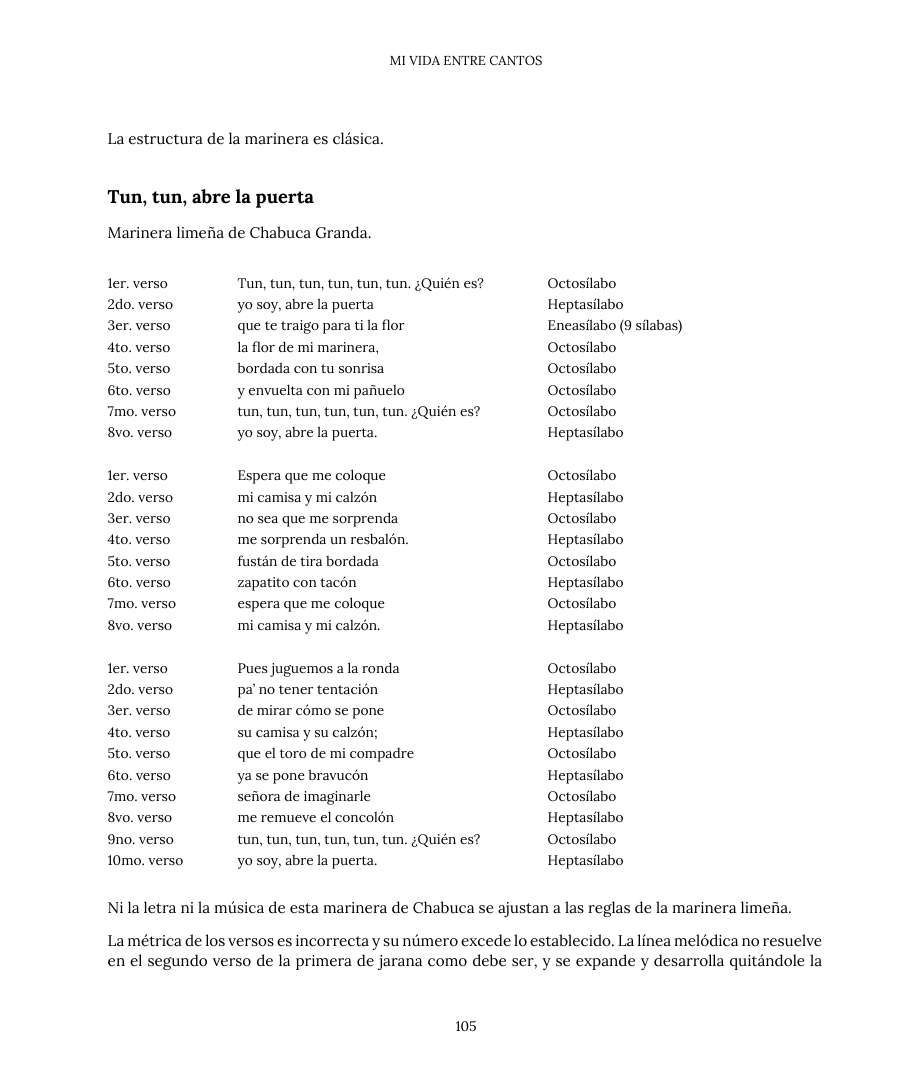 MI VIDA ENTRE CANTOS
La estructura de la marinera es clásica.
Tun, tun, abre la puerta
Marinera limeña de Chabuca Granda.
1er. verso Tun, tun, tun, tun, tun, tun. ¿Quién es? Octosílabo
2do. verso yo soy, abre la puerta Heptasílabo
3er. verso que te traigo para ti la flor Eneasílabo (9 sílabas)
4to. verso la flor de mi marinera, Octosílabo
5to. verso bordada con tu sonrisa Octosílabo
6to. verso y envuelta con mi pañuelo Octosílabo
7mo. verso tun, tun, tun, tun, tun, tun. ¿Quién es? Octosílabo
8vo. verso yo soy, abre la puerta. Heptasílabo
1er. verso Espera que me coloque Octosílabo
2do. verso mi camisa y mi calzón Heptasílabo
3er. verso no sea que me sorprenda Octosílabo
4to. verso me sorprenda un resbalón. Heptasílabo
5to. verso fustán de tira bordada Octosílabo
6to. verso zapatito con tacón Heptasílabo
7mo. verso espera que me coloque Octosílabo
8vo. verso mi camisa y mi calzón. Heptasílabo
1er. verso Pues juguemos a la ronda Octosílabo
2do. verso pa’ no tener tentación Heptasílabo
3er. verso de mirar cómo se pone Octosílabo
4to. verso su camisa y su calzón; Heptasílabo
5to. verso que el toro de mi compadre Octosílabo
6to. verso ya se pone bravucón Heptasílabo
7mo. verso señora de imaginarle Octosílabo
8vo. verso me remueve el concolón Heptasílabo
9no. verso tun, tun, tun, tun, tun, tun. ¿Quién es? Octosílabo
10mo. verso yo soy, abre la puerta. Heptasílabo
Ni la letra ni la música de esta marinera de Chabuca se ajustan a las reglas de la marinera limeña.
La métrica de los versos es incorrecta y su número excede lo establecido. La línea melódica no resuelve
en el segundo verso de la primera de jarana como debe ser, y se expande y desarrolla quitándole la
105